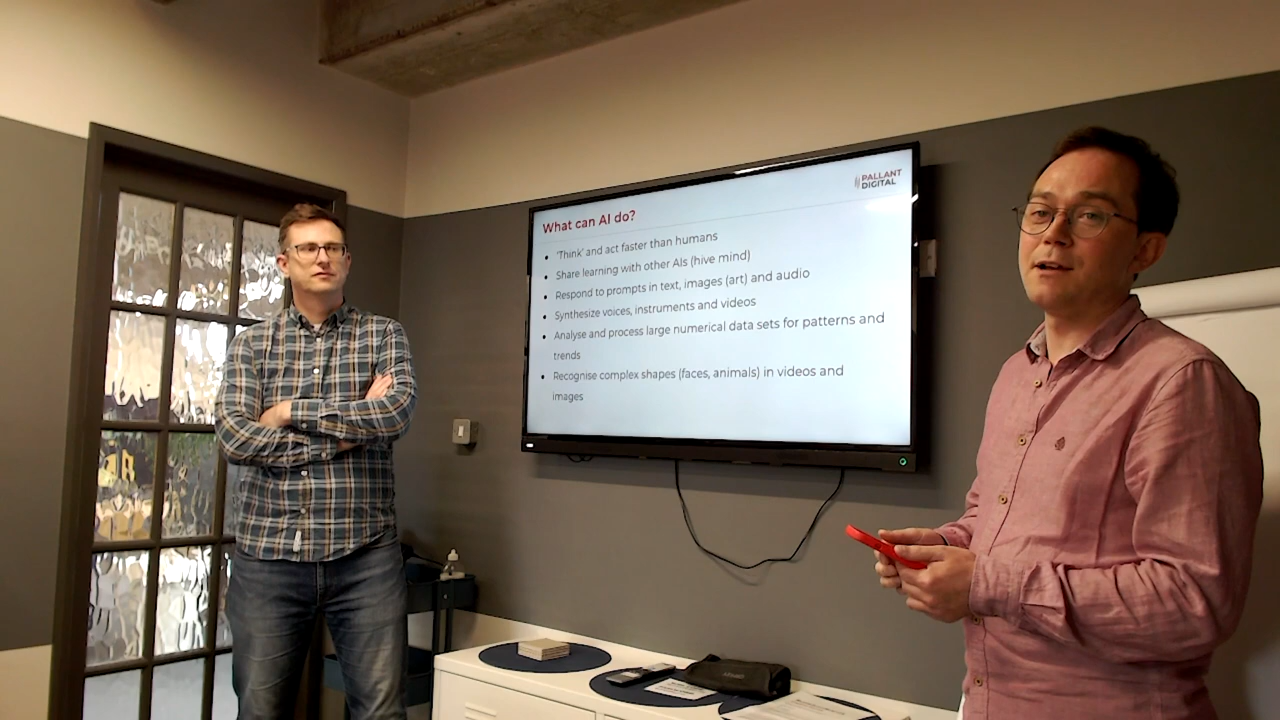 PALLANT
DIGITAL
What can AI do?
'Think' and act faster than humans
Share learning with other AIs (hive mind)
Respond to prompts in text, images (art) and audio
Synthesize voices, instruments and videos
Analyse and process large numerical data sets for patterns and
trends
Recognise complex shapes (faces, animals) in videos and
images